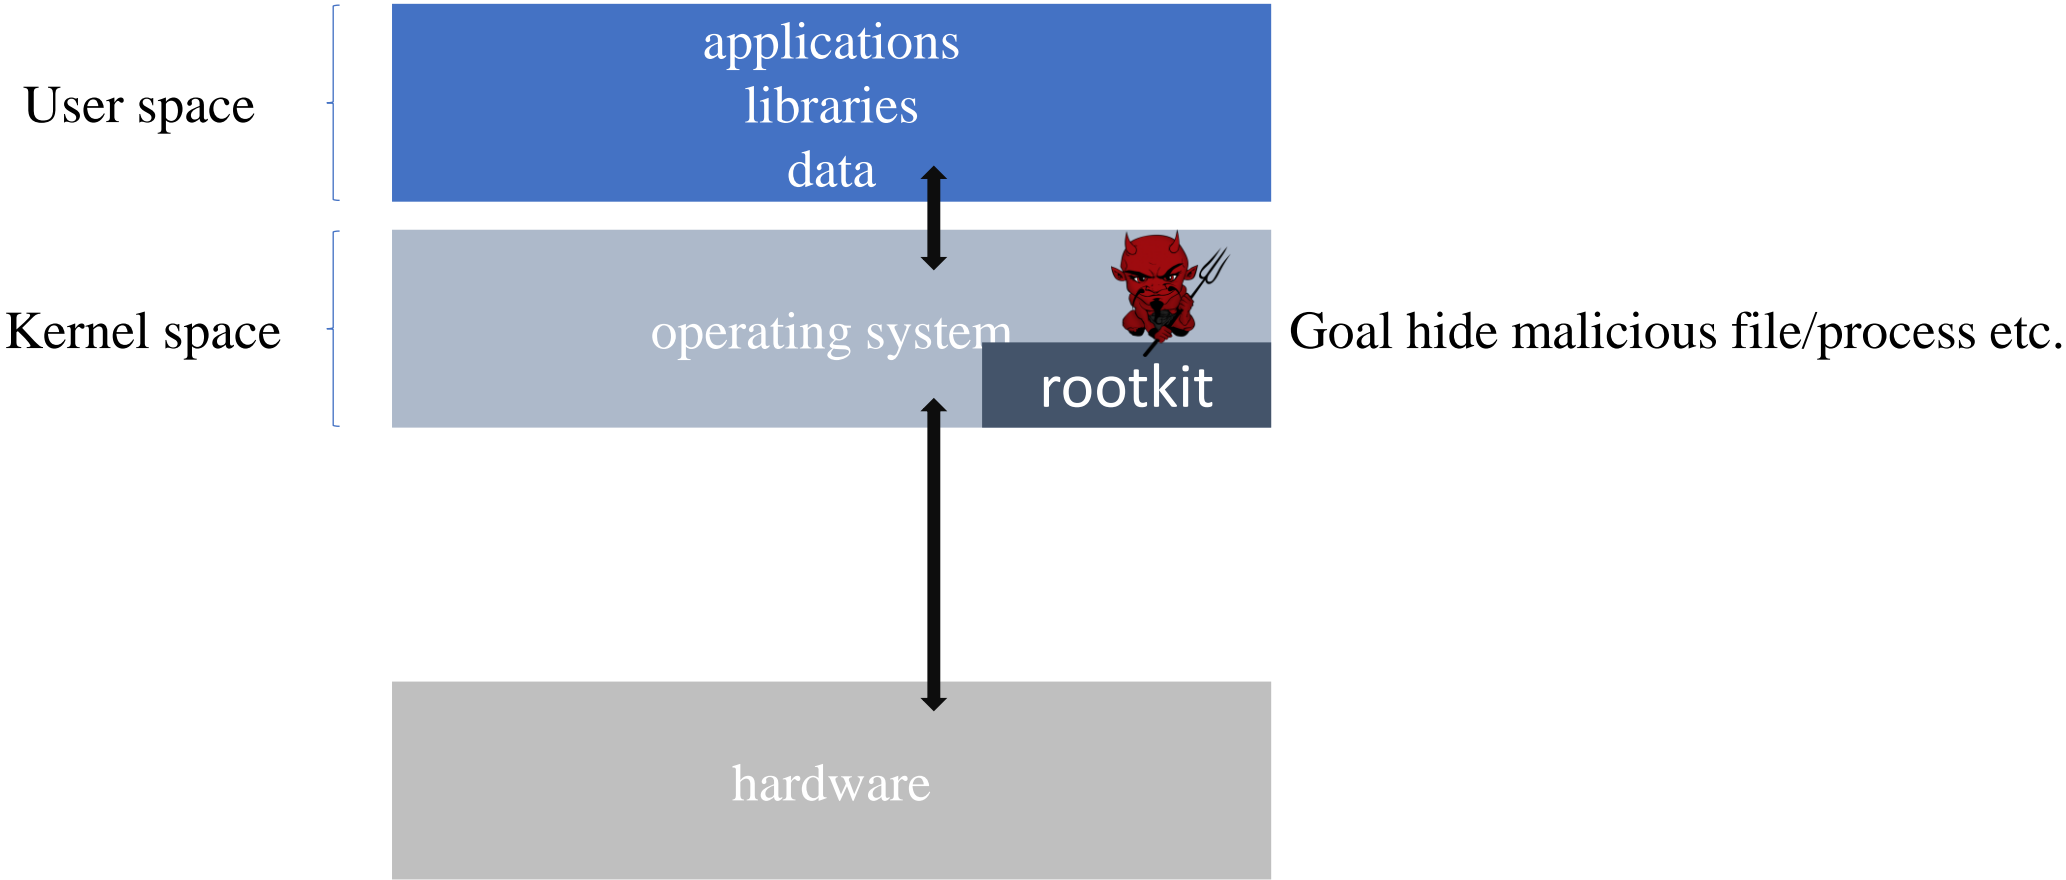 applications
User space
libraries
data
Kernel space
operating system
Goal hide malicious file/process etc.
rootkit
hardware